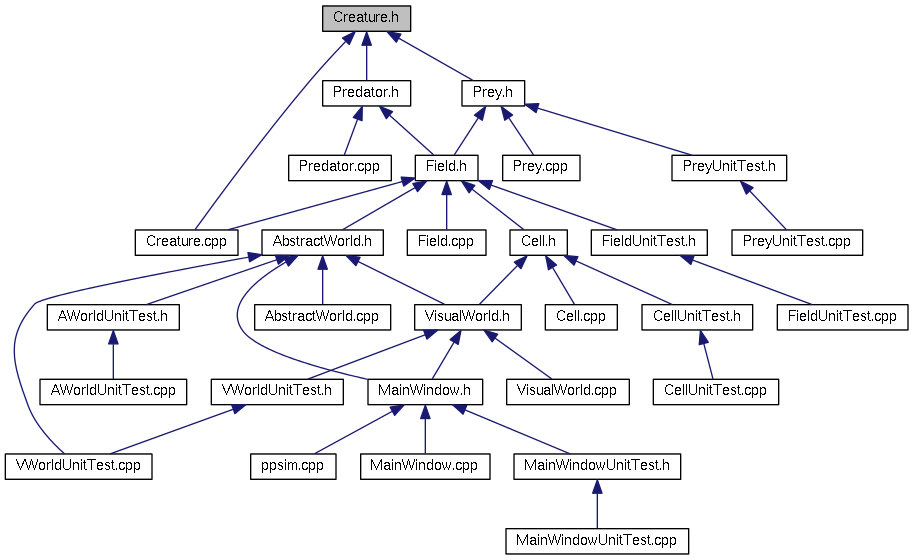 Creature.h
Predator.h
Prey.h
Predator.cpp
Field.h
Prey.cpp
PreyUnitTest.h
Creature.cpp
AbstractWorld.h
Field.cpp
Cell.h
FieldUnitTest.h
PreyUnitTest.cpp
AWorldUnitTest.h
AbstractWorld.cpp
VisualWorld.h
Cell.cpp
CellUnitTest.h
FieldUnitTest.cpp
AWorldUnitTest.cpp
VWorldUnitTest.h
MainWindow.h
VisualWorld.cpp
CellUnitTest.cpp
VWorldUnitTest.cpp
ppsim.cpp
MainWindow.cpp
MainWindowUnitTest.h
MainWindowUnitTest.cpp